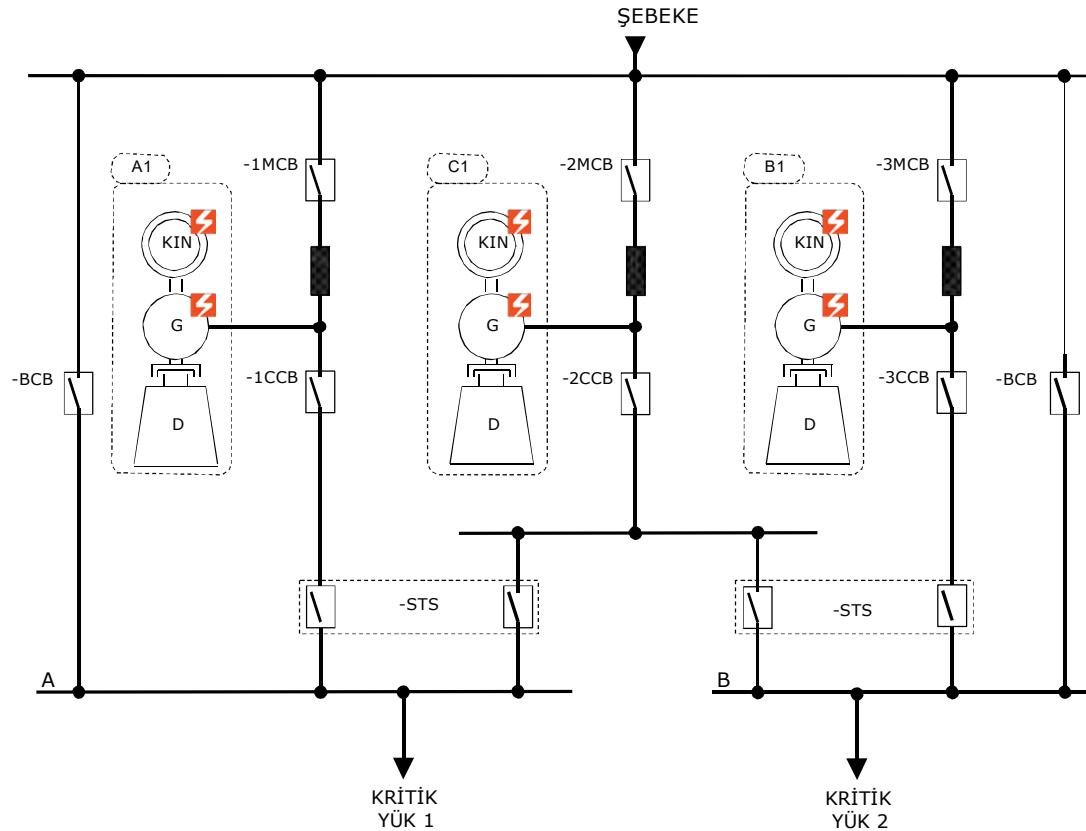 ŞEBEKE
A1
-1MCB
C1
-2MCB
B1
-3MCB
KIN
KIN
KIN
G
G
G
-BCB
-1CCB
-2CCB
-3CCB
-BCB
D
D
D
-STS
-STS
A
B
KRİTİK
YÜK 1
KRİTİK
YÜK 2